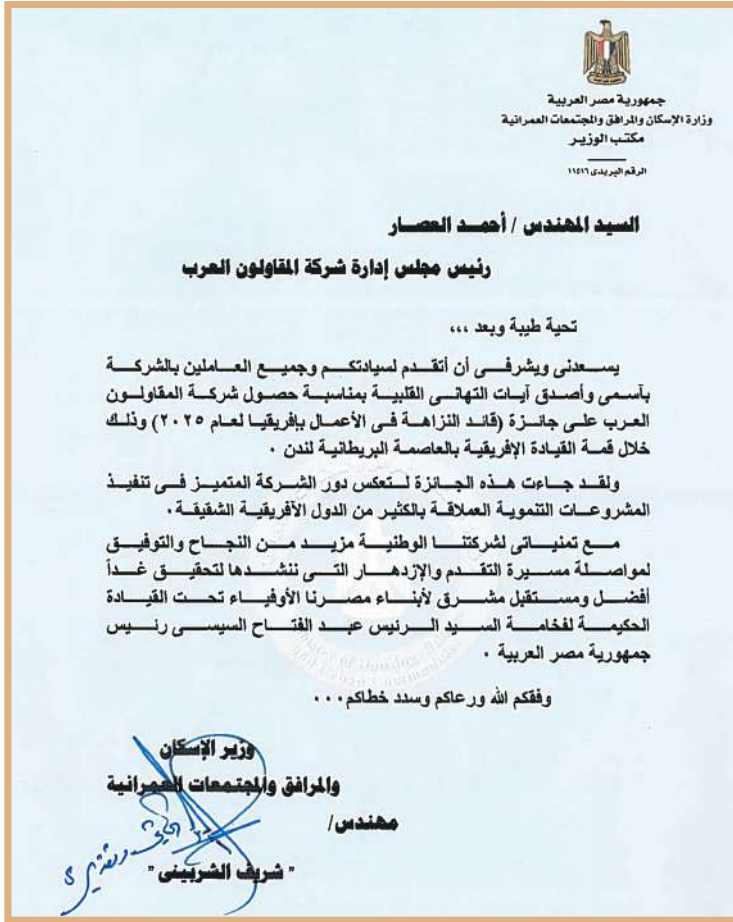 جمهورية مصر العربية
وزارة الإسكان والمرافق والمجتمعات العمرانية
مكتب الوزير
الرقم البريدى ١١٥١٦
السيد المهندس / أحمد العصار
رئيس مجلس إدارة شركة المقاولون العرب
تحية طيبة وبعد ،،،
يسعدنى ويشرفى أن أتقدم لسيادتكم وجميع العاملين بالشركة
بآسمى وأصدق آيات التهانى القلبية بمناسبة حصول شركة المقاولون
العرب على جائزة (قائد النزاهة فى الأعمال بإفريقيا لعام ٢٠٢٥) وذلك
خلال قمة القيادة الإفريقية بالعاصمة البريطانية لندن .
ولقد جاءت هذه الجائزة لتعكس دور الشركة المتميز فى تنفيذ
المشروعات التنموية العملاقة بالكثير من الدول الآفريقية الشقيقة .
مع تمنياتى لشركتنا الوطنية مزيد من النجاح والتوفيق
لمواصلة مسيرة التقدم والإزدهار التى ننشدها لتحقيق غداً
أفضل ومستقبل مشرق لأبناء مصرنا الأوفياء تحت القيادة
الحكيمة لفخامة السيد الرئيس عبد الفتاح السيسى رئيس
جمهورية مصر العربية .
وفقكم الله ورعاكم وسدد خطاكم ...
وزير الإسكان
والمرافق والمجتمعات العمرانية
مهندس/
" شريف الشربينى "